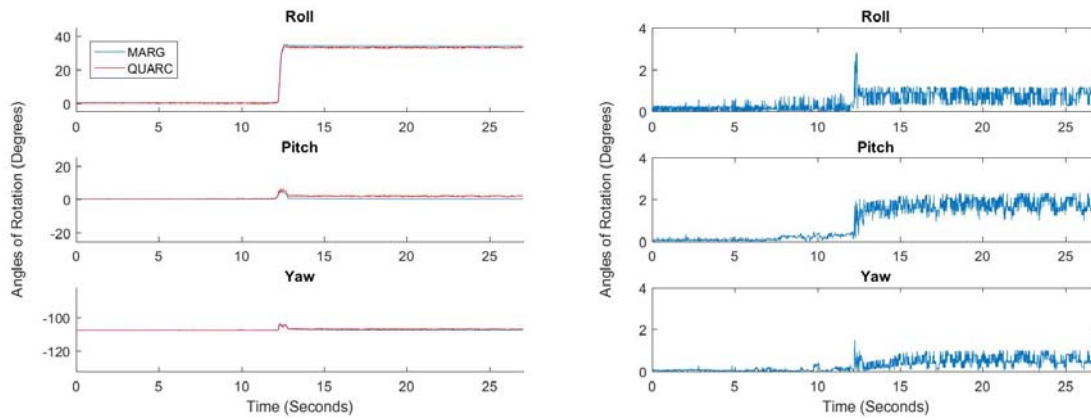 Roll
40
20
0
MARG
QUARC
0 5 10 15 20 25
Pitch
20
0
-20
0 5 10 15 20 25
Yaw
-100
-120
0 5 10 15 20 25
Time (Seconds)
Angles of Rotation (Degrees)
Roll
4
2
0
0 5 10 15 20 25
Pitch
4
2
0
0 5 10 15 20 25
Yaw
4
2
0
0 5 10 15 20 25
Time (Seconds)
Angles of Rotation (Degrees)